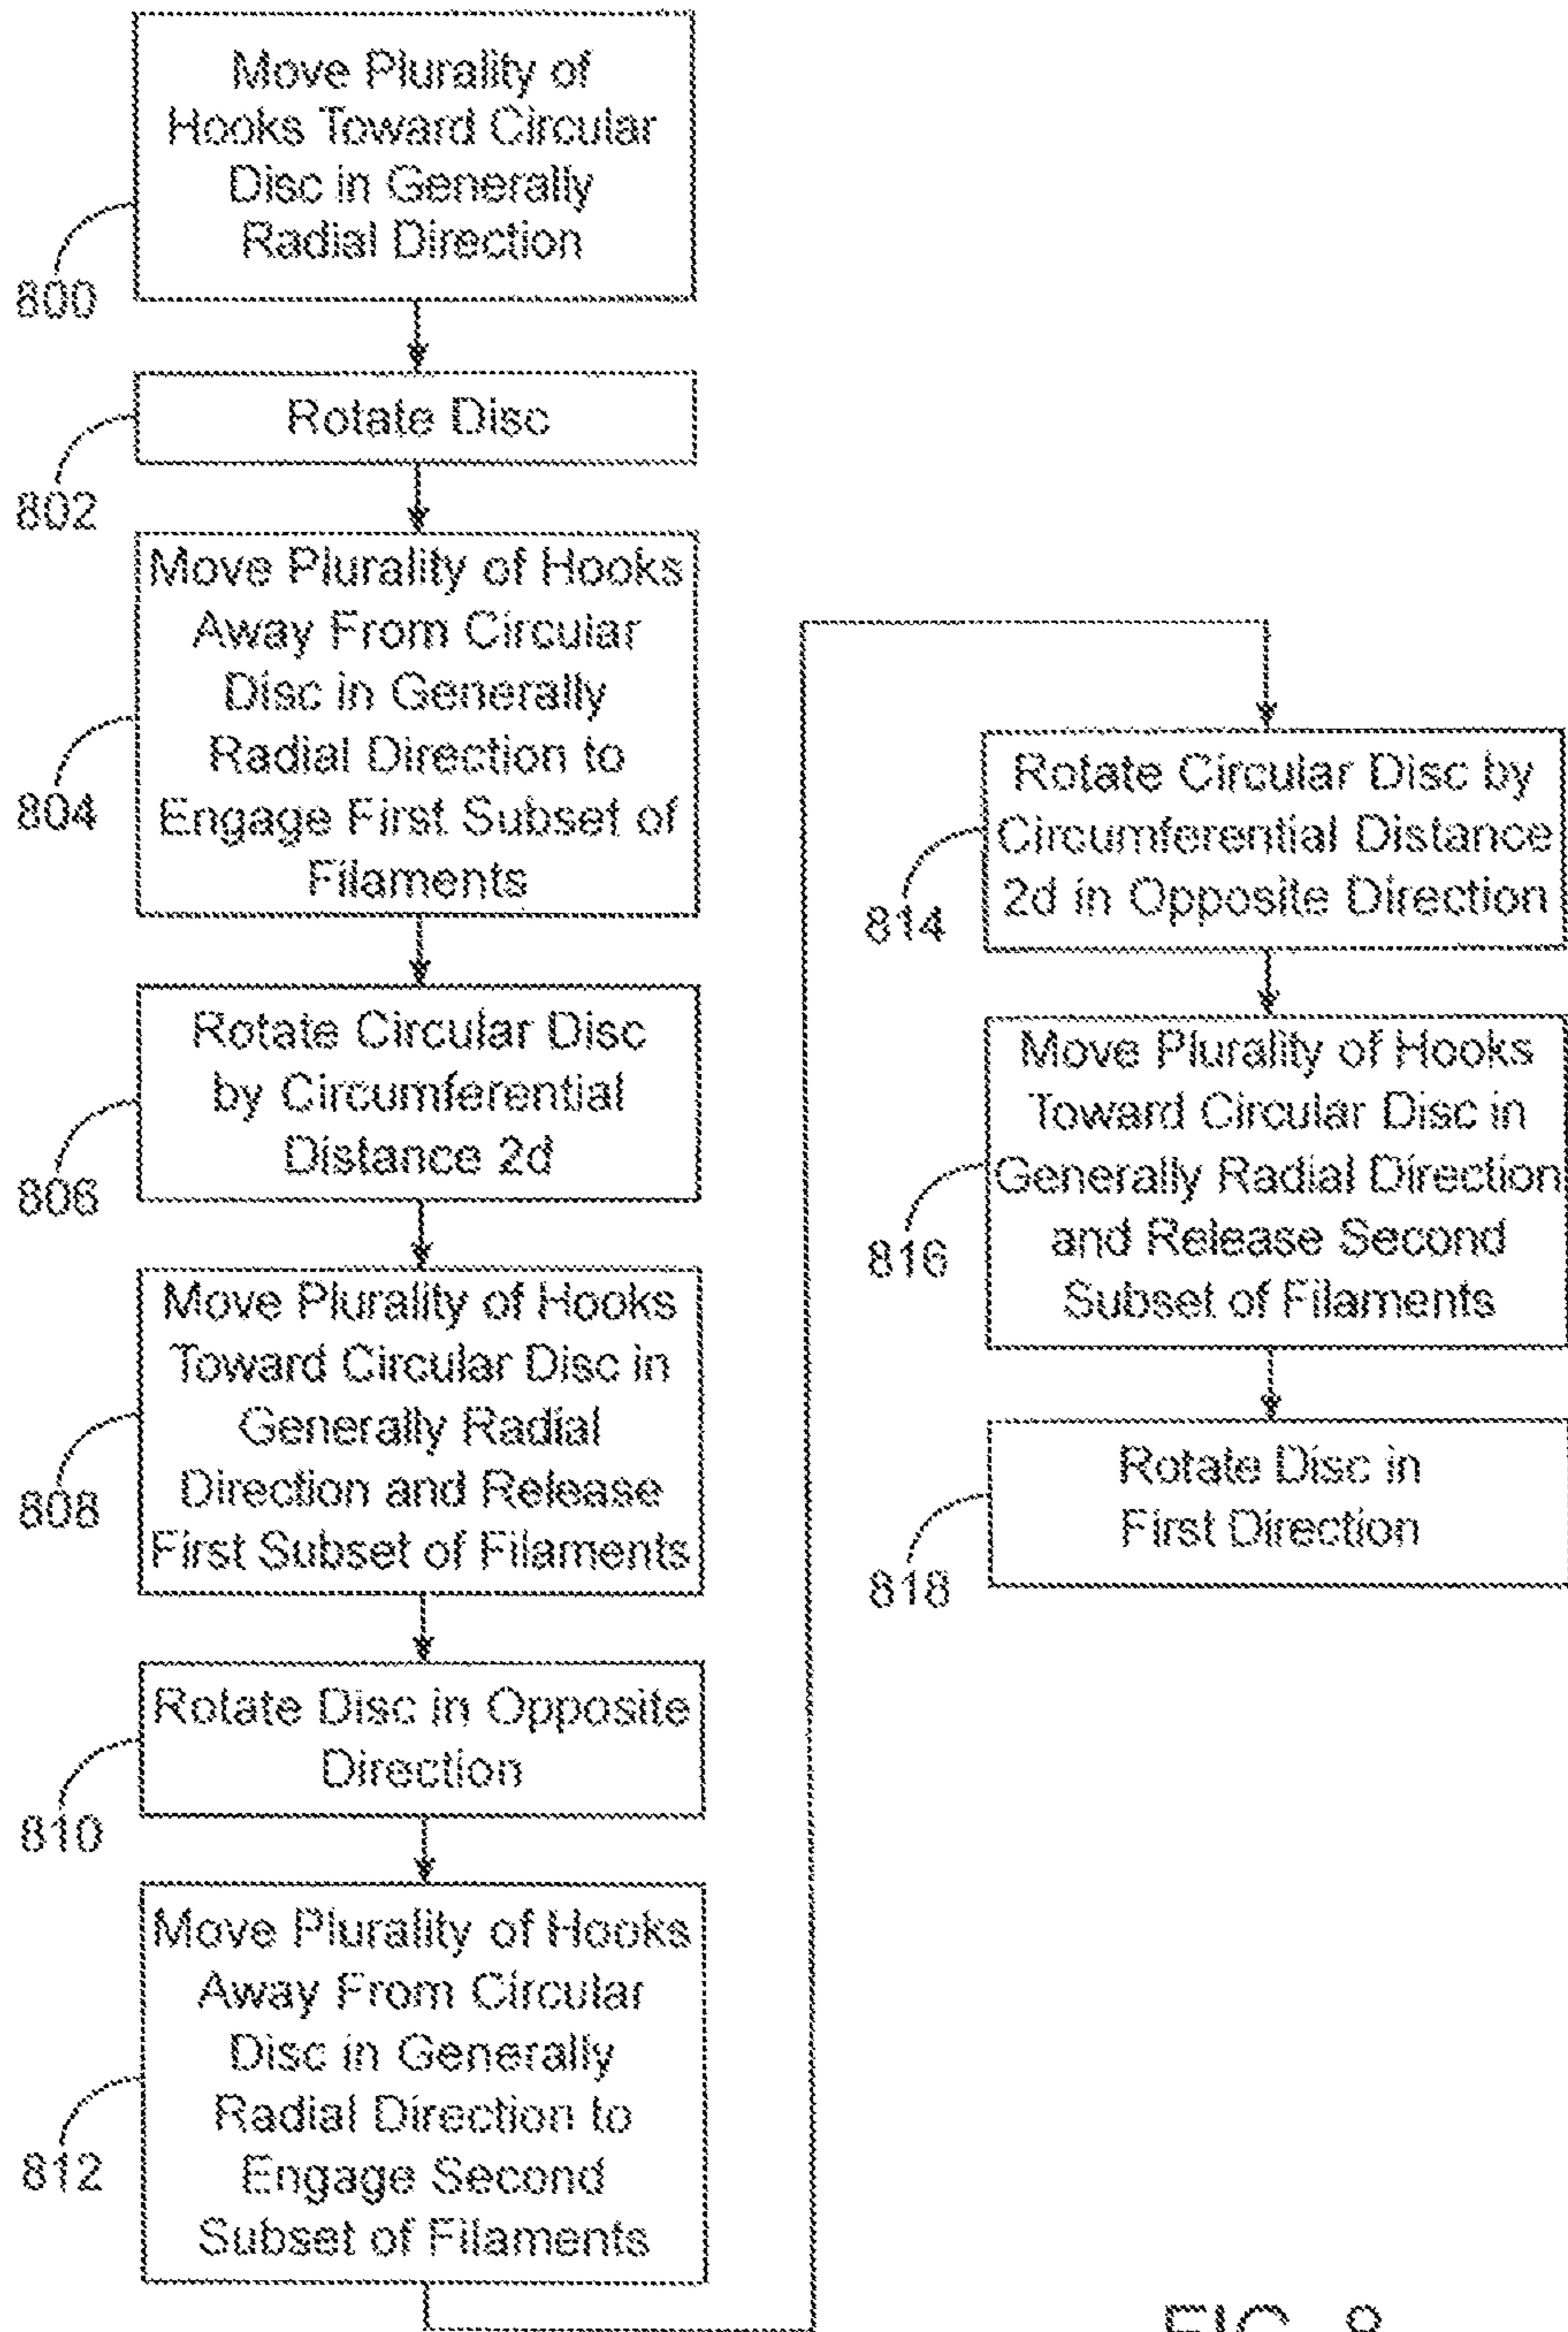 Move Plurality of
Hooks Toward Circular
Disc in Generally
Radial Direction
800
Rotate Disc
802
Move Plurality of Hooks
Away From Circular
Disc in Generally
Radial Direction to
Engage First Subset of
Filaments
804
Rotate Circular Disc
by Circumferential
Distance 2d
806
Move Plurality of Hooks
Toward Circular Disc in
Generally Radial
Direction and Release
First Subset of Filaments
808
Rotate Disc in Opposite
Direction
810
Move Plurality of Hooks
Away From Circular
Disc in Generally
Radial Direction to
Engage Second
Subset of Filaments
812
Rotate Circular Disc by
Circumferential Distance
2d in Opposite Direction
814
Move Plurality of Hooks
Toward Circular Disc in
Generally Radial Direction
and Release Second
Subset of Filaments
816
Rotate Disc in
First Direction
818
FIG. 8